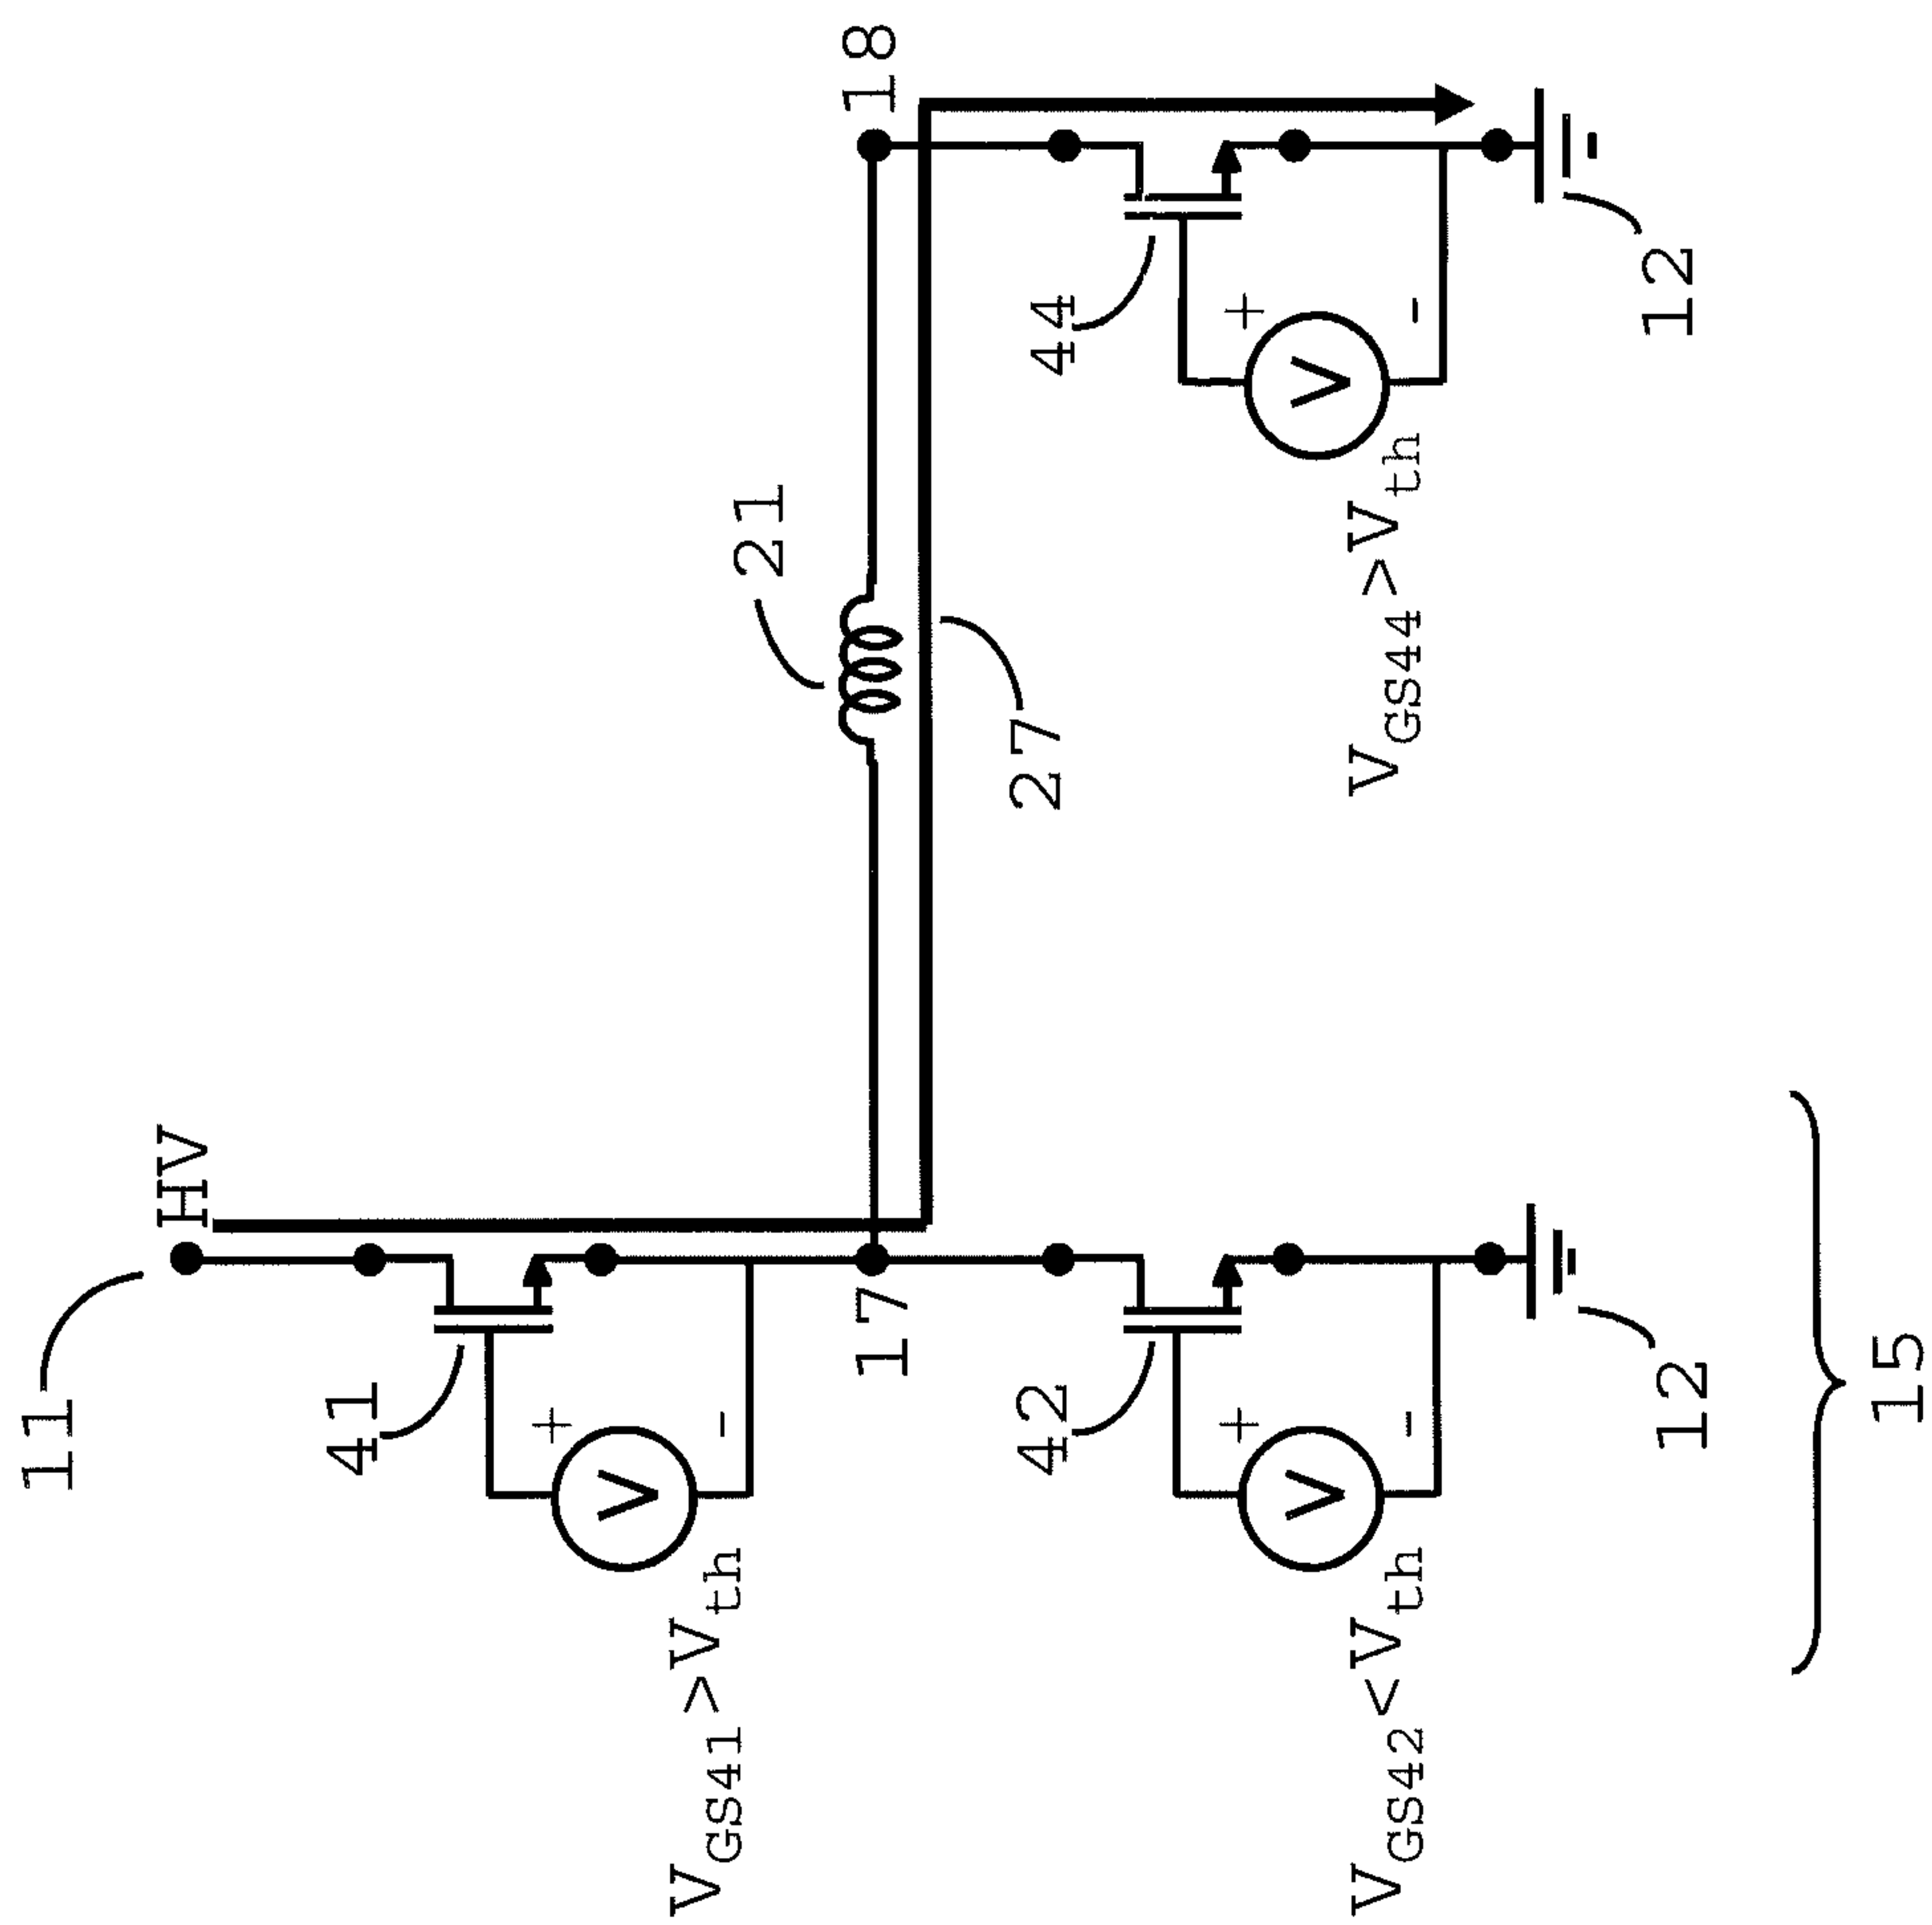 11
HV
41
+
V
-
V_GS41>V_th
17
21
18
27
42
+
V
-
V_GS42<V_th
44
+
V
-
V_GS44>V_th
12
12
15